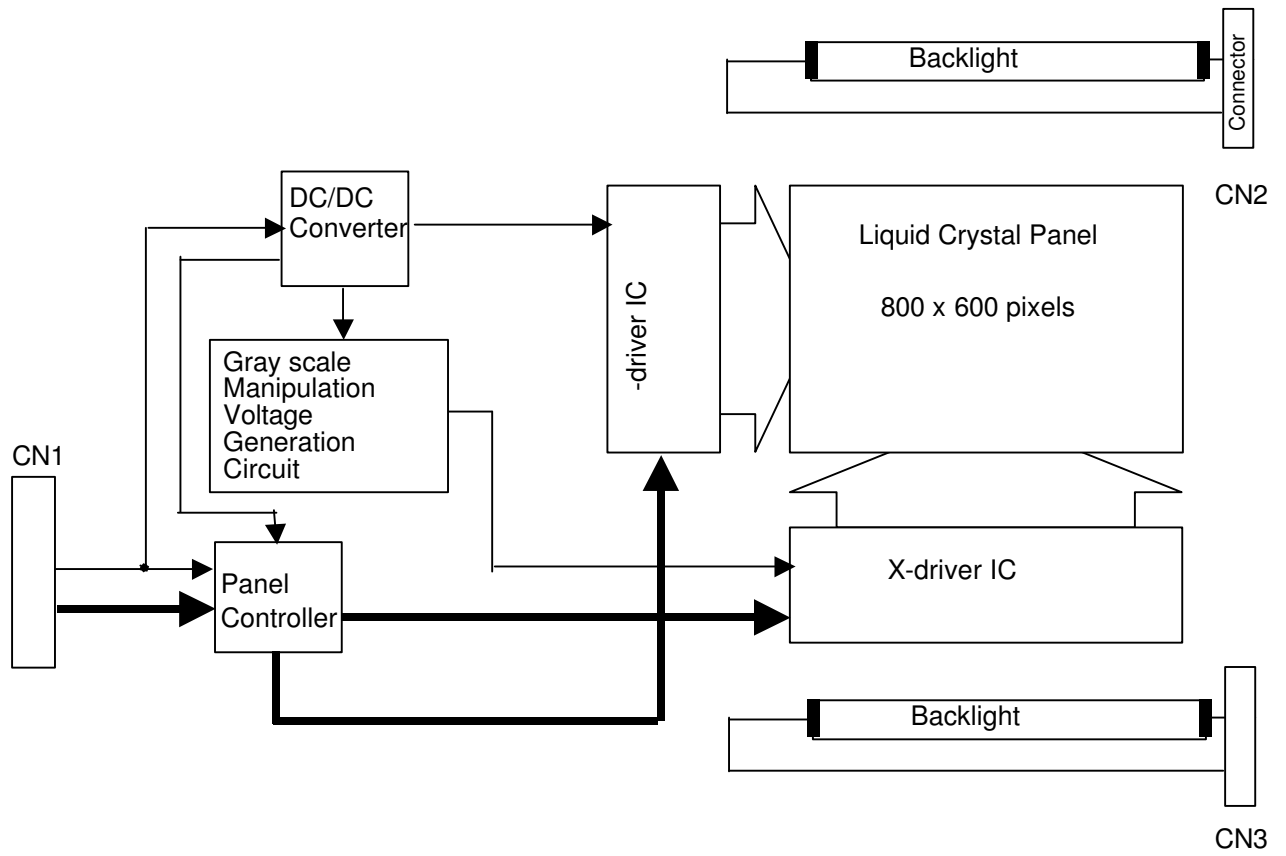 Backlight
Connector
CN2
DC/DC
Converter
-driver IC
Liquid Crystal Panel
800 x 600 pixels
Gray scale
Manipulation
Voltage
Generation
Circuit
CN1
Panel
Controller
X-driver IC
Backlight
CN3